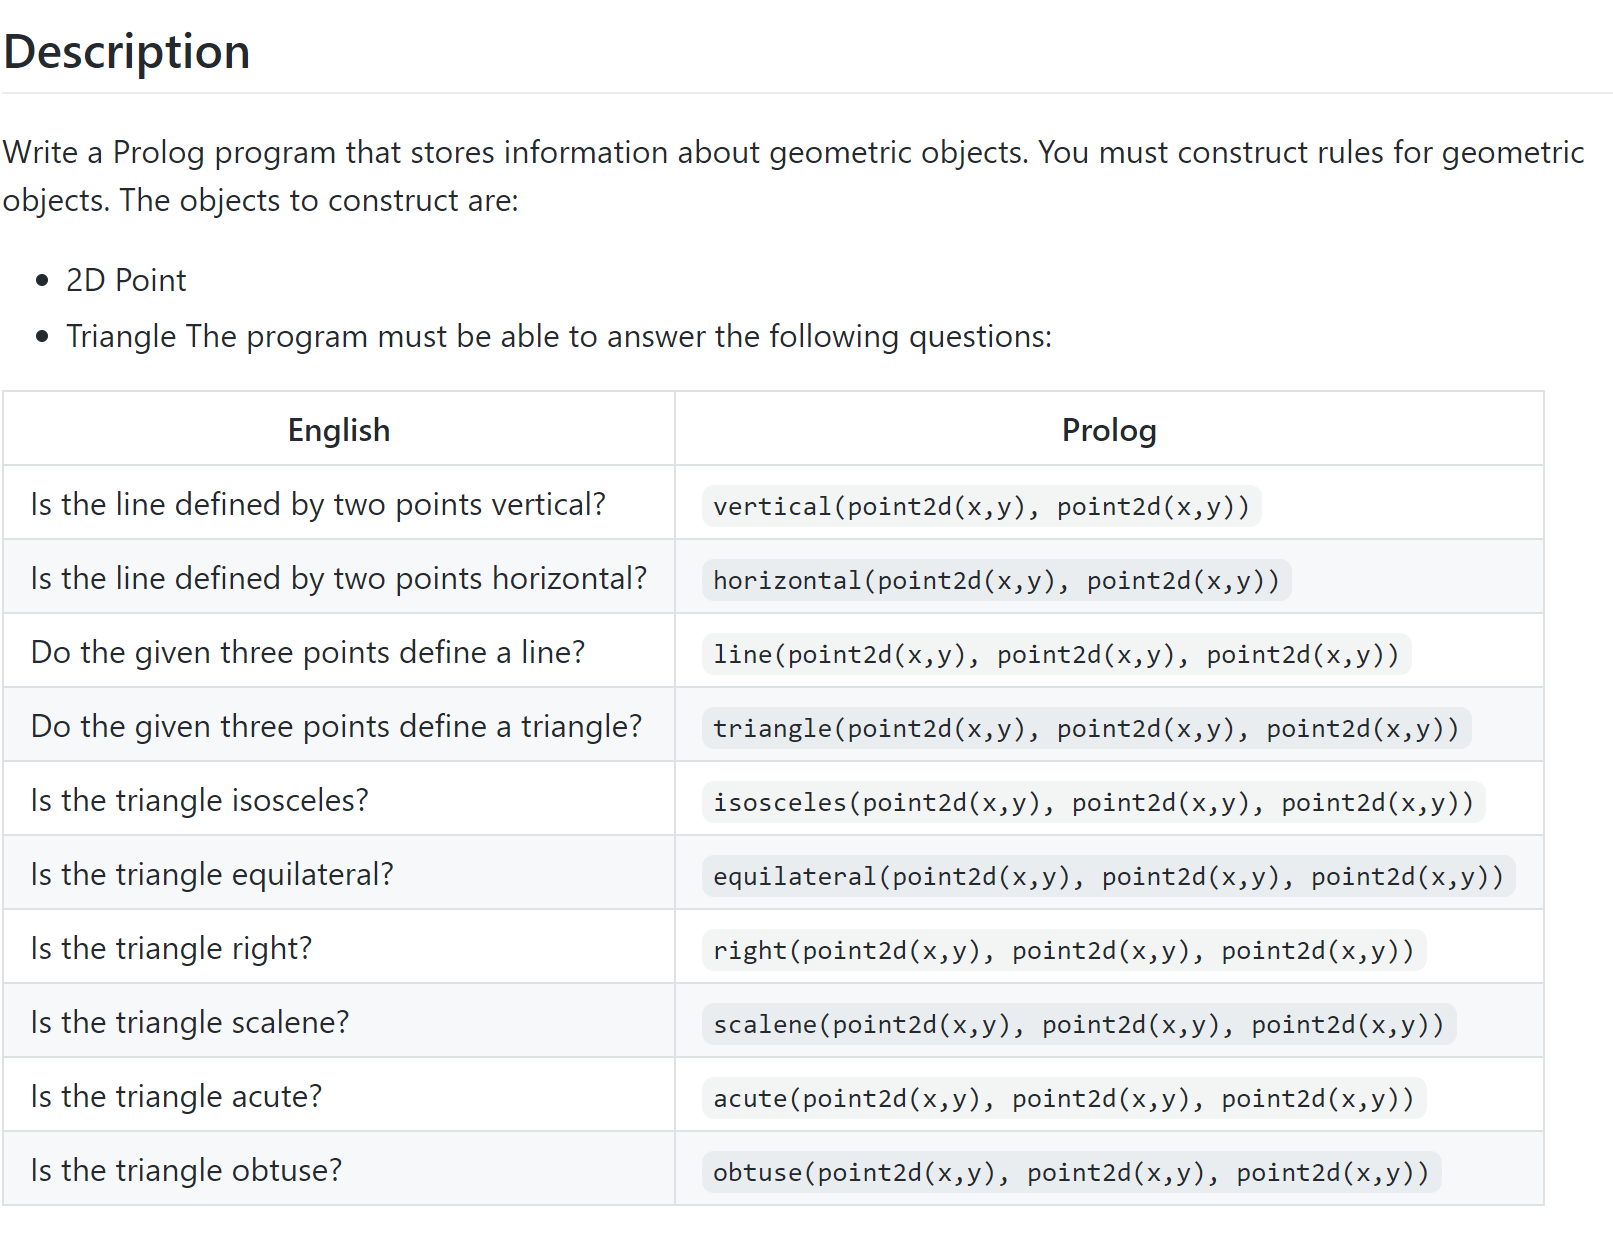 Description
Write a Prolog program that stores information about geometric objects. You must construct rules for geometric
objects. The objects to construct are:
• 2D Point
• Triangle The program must be able to answer the following questions:
English Prolog
Is the line defined by two points vertical? vertical(point2d(x,y), point2d(x,y))
Is the line defined by two points horizontal? horizontal(point2d(x,y), point2d(x,y))
Do the given three points define a line? line(point2d(x,y), point2d(x,y), point2d(x,y))
Do the given three points define a triangle? triangle(point2d(x,y), point2d(x,y), point2d(x,y))
Is the triangle isosceles? isosceles(point2d(x,y), point2d(x,y), point2d(x,y))
Is the triangle equilateral? equilateral(point2d(x,y), point2d(x,y), point2d(x,y))
Is the triangle right? right(point2d(x,y), point2d(x,y), point2d(x,y))
Is the triangle scalene? scalene(point2d(x,y), point2d(x,y), point2d(x,y))
Is the triangle acute? acute(point2d(x,y), point2d(x,y), point2d(x,y))
Is the triangle obtuse? obtuse(point2d(x,y), point2d(x,y), point2d(x,y))